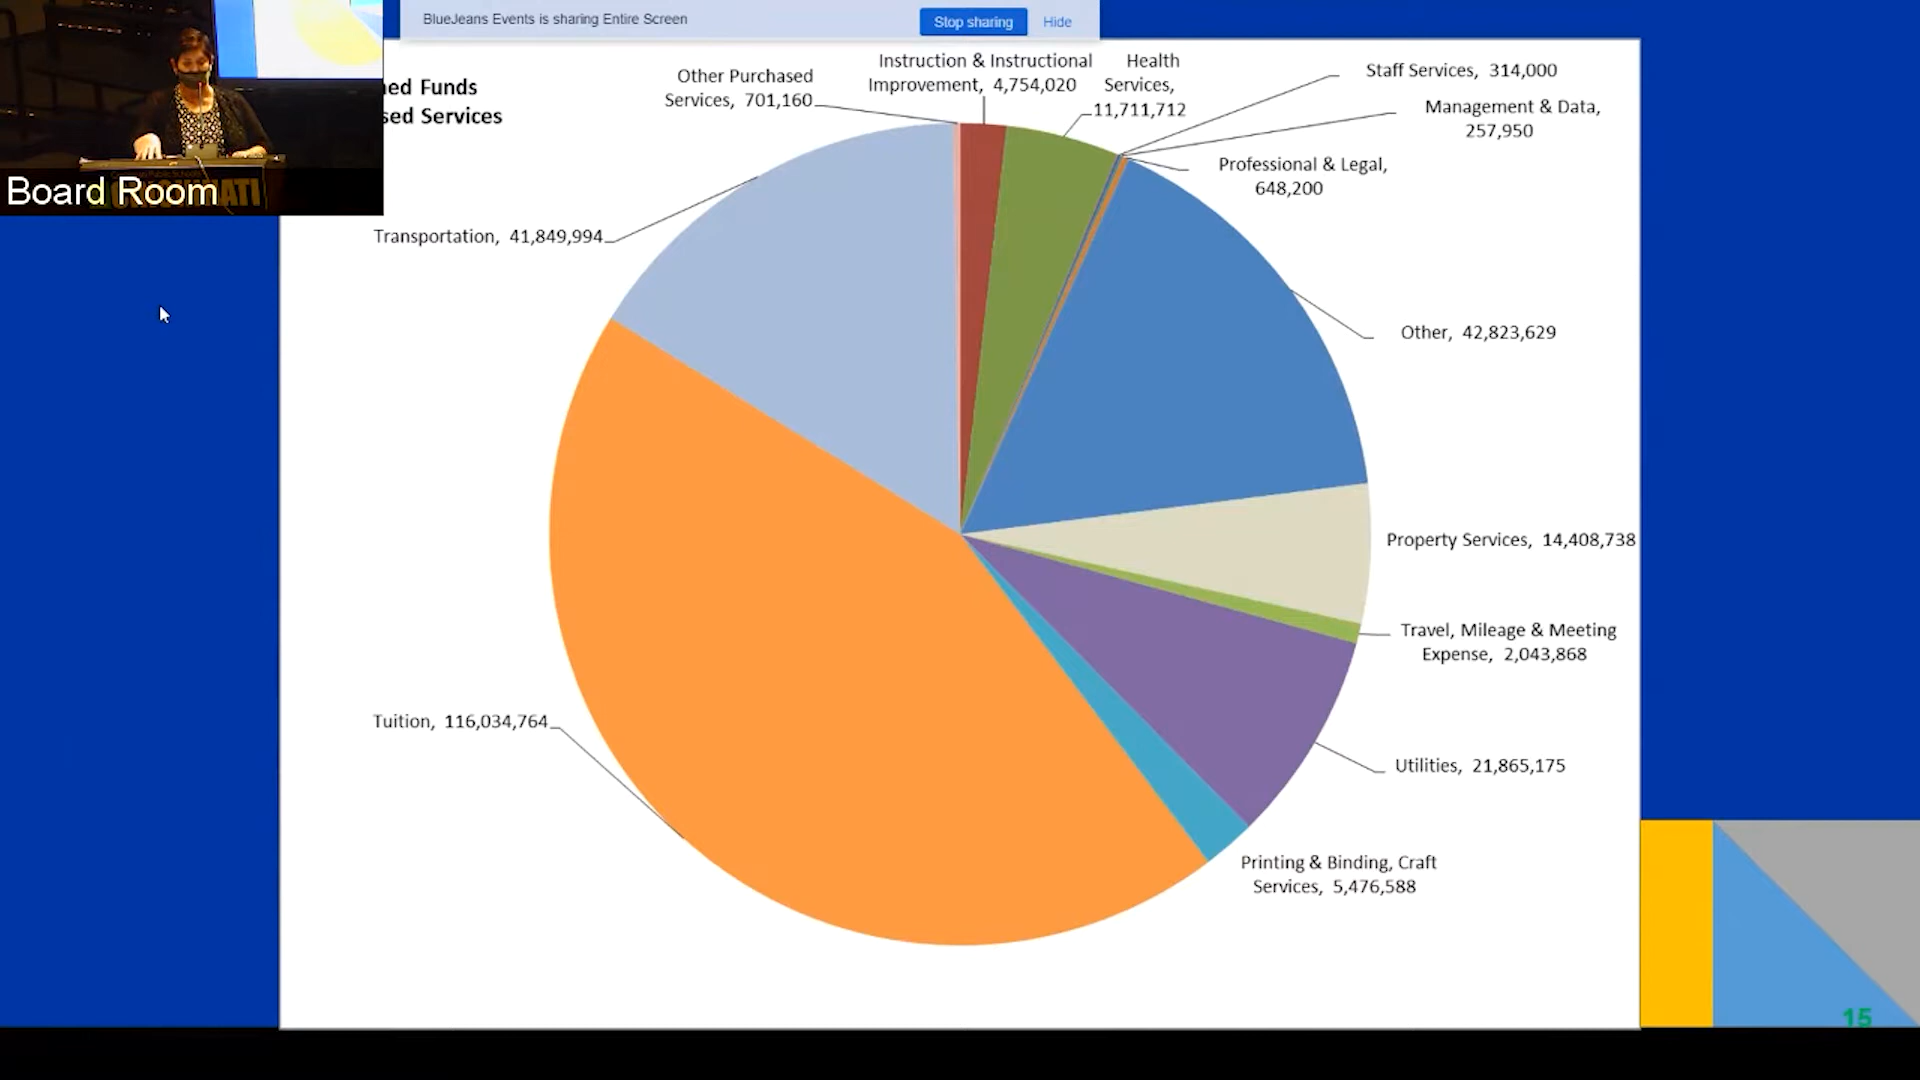 BlueJeans Events is sharing Entire Screen
Stop sharing
Hide
ed Funds
sed Services
Board Room
Other Purchased
Services, 701,160
Instruction & Instructional
Improvement, 4,754,020
Health
Services,
11,711,712
Staff Services, 314,000
Management & Data,
257,950
Professional & Legal,
648,200
Transportation, 41,849,994
Other, 42,823,629
Property Services, 14,408,738
Travel, Mileage & Meeting
Expense, 2,043,868
Tuition, 116,034,764
Utilities, 21,865,175
Printing & Binding, Craft
Services, 5,476,588
15